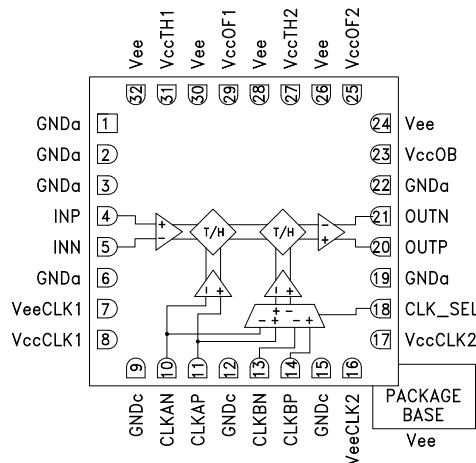 Vee
VccTH1
Vee
VccOF1
Vee
VccTH2
Vee
VccOF2
32
31
30
29
28
27
26
25
GNDa 1
GNDa 2
GNDa 3
INP 4
INN 5
GNDa 6
VeeCLK1 7
VccCLK1 8
24 Vee
23 VccOB
22 GNDa
21 OUTN
20 OUTP
19 GNDa
18 CLK_SEL
17 VccCLK2
+
−
T/H
T/H
−
+
− +
− +
+ −
− + − +
9
10
11
12
13
14
15
16
GNDc
CLKAN
CLKAP
GNDc
CLKBN
CLKBP
GNDc
VeeCLK2
PACKAGE
BASE
Vee